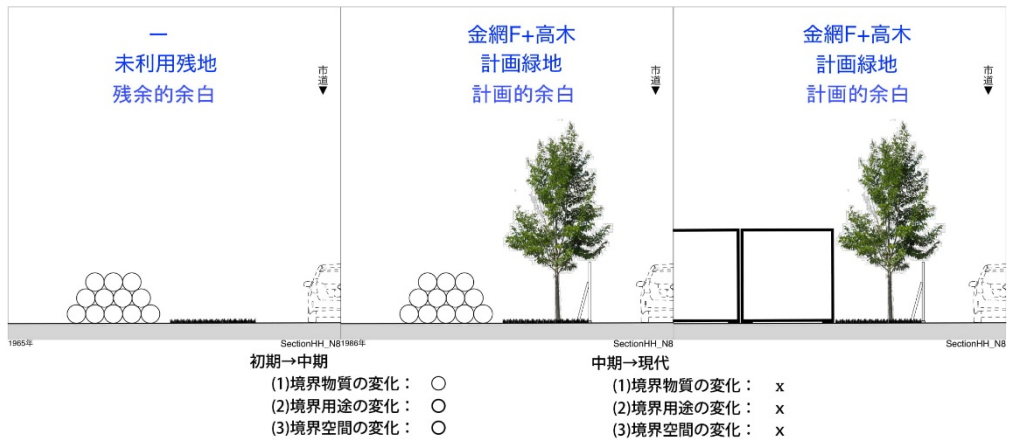 一
未利用残地
残余的余白
市道
▼
1965年
SectionHH_N8
金網F+高木
計画緑地
計画的余白
市道
▼
1986年
SectionHH_N8
金網F+高木
計画緑地
計画的余白
市道
▼
SectionHH_N8
初期→中期
(1)境界物質の変化： ○
(2)境界用途の変化： ○
(3)境界空間の変化： ○
中期→現代
(1)境界物質の変化： x
(2)境界用途の変化： x
(3)境界空間の変化： x